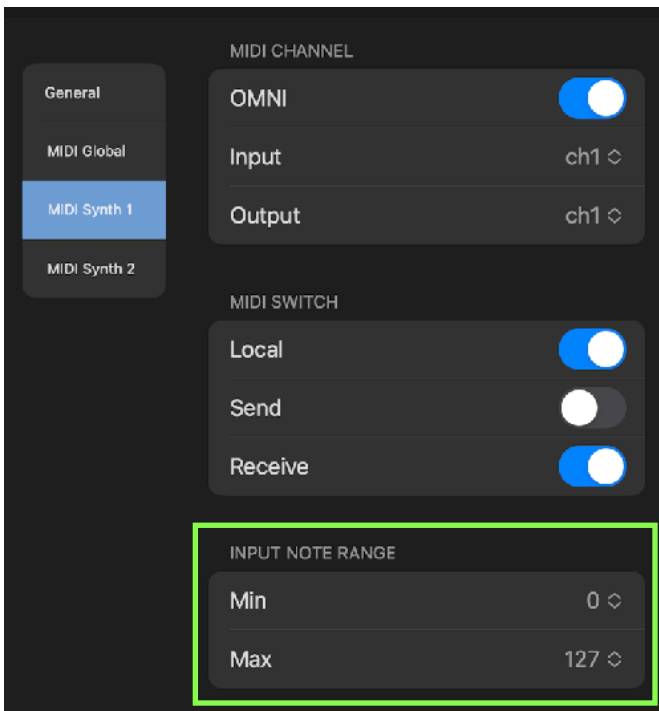 General
MIDI Global
MIDI Synth 1
MIDI Synth 2
MIDI CHANNEL
OMNI
Input ch1
Output ch1
MIDI SWITCH
Local
Send
Receive
INPUT NOTE RANGE
Min 0
Max 127